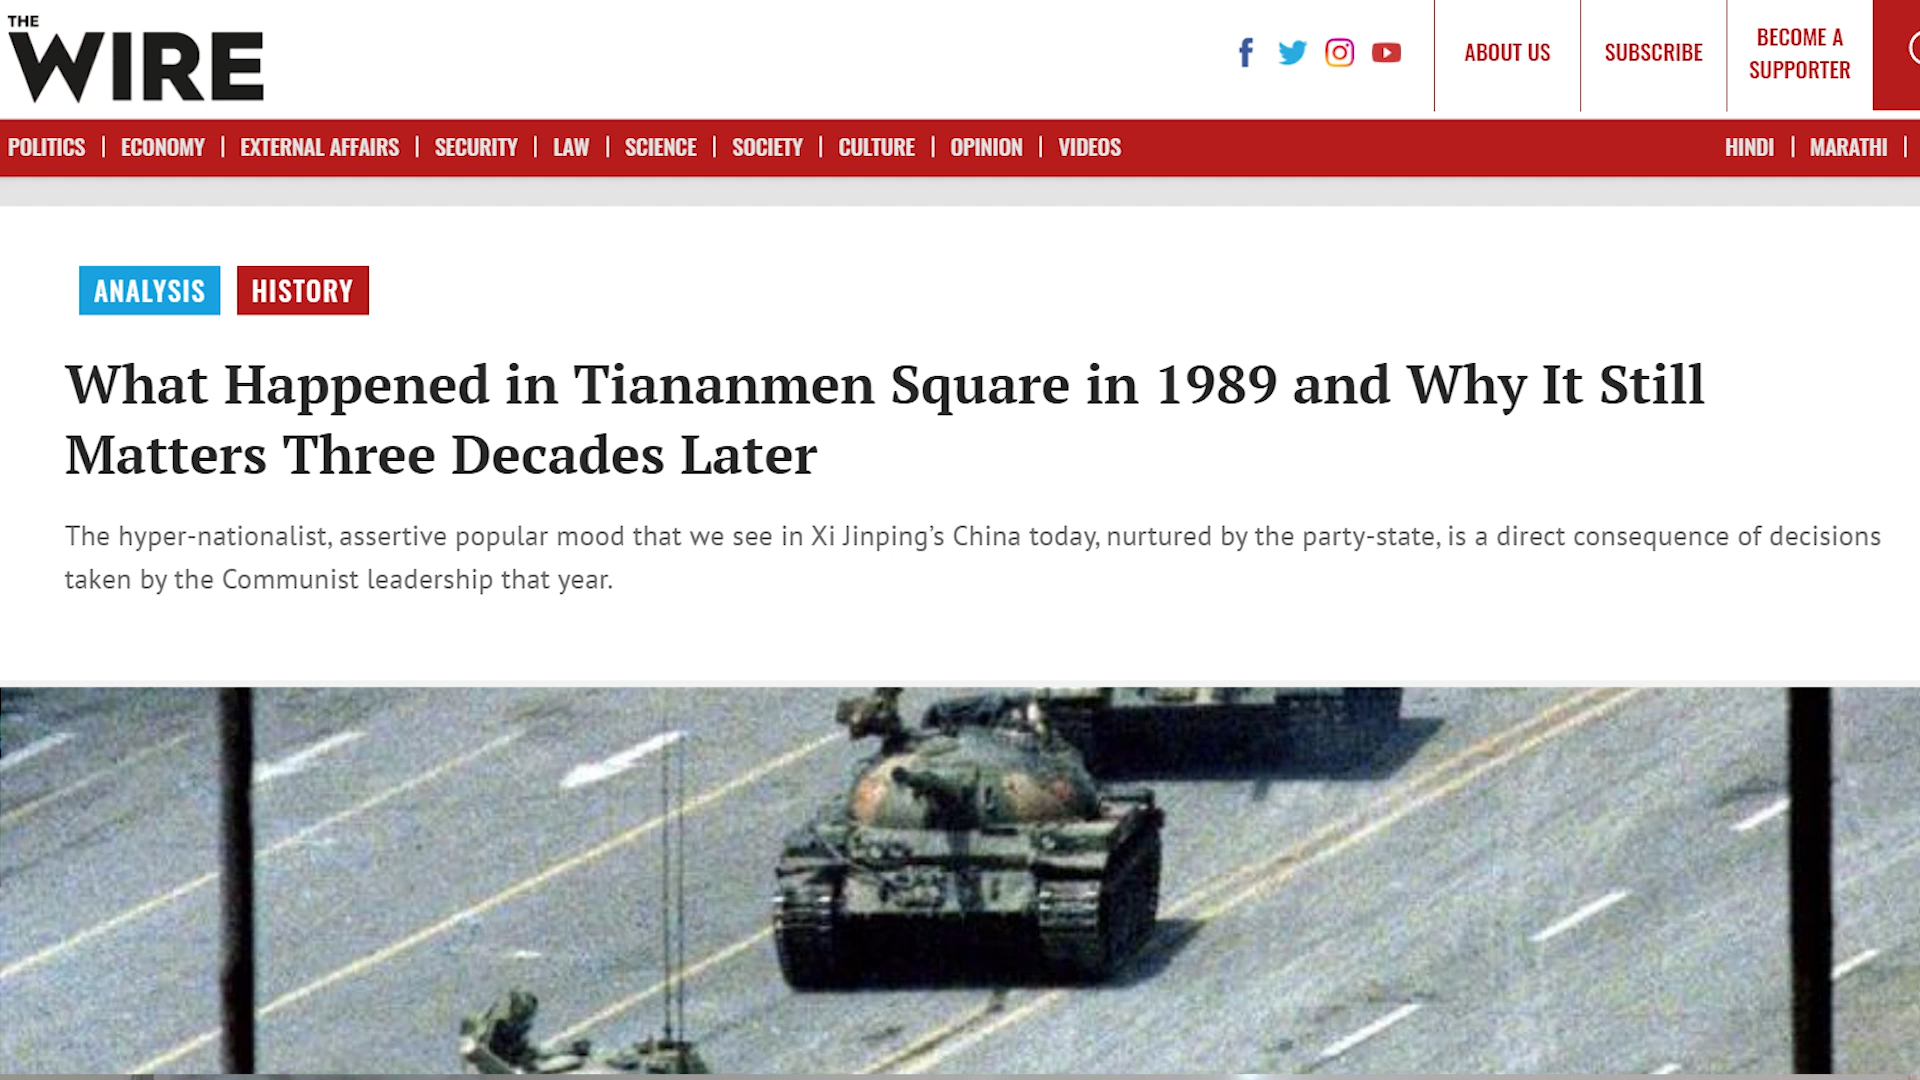 THE
WIRE
ABOUT US
SUBSCRIBE
BECOME A
SUPPORTER
POLITICS | ECONOMY | EXTERNAL AFFAIRS | SECURITY | LAW | SCIENCE | SOCIETY | CULTURE | OPINION | VIDEOS
HINDI | MARATHI |
ANALYSIS HISTORY
What Happened in Tiananmen Square in 1989 and Why It Still
Matters Three Decades Later
The hyper-nationalist, assertive popular mood that we see in Xi Jinping’s China today, nurtured by the party-state, is a direct consequence of decisions
taken by the Communist leadership that year.